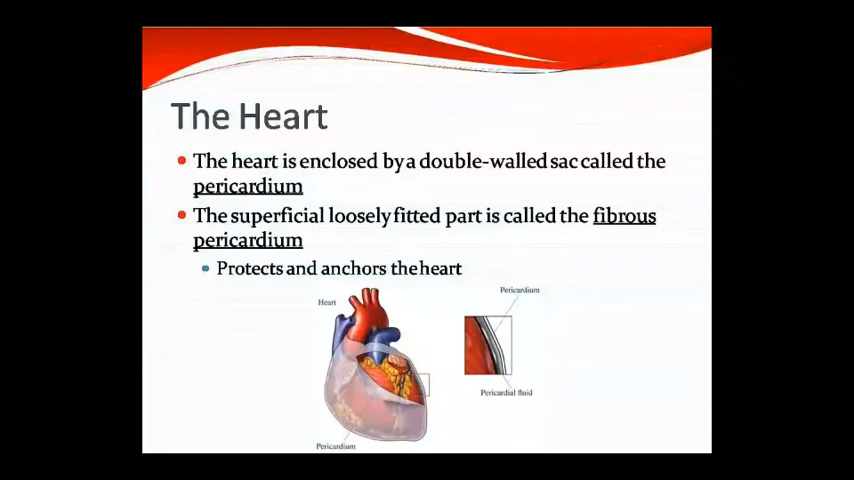 The Heart
The heart is enclosed by a double-walled sac called the
pericardium
The superficial loosely fitted part is called the fibrous
pericardium
Protects and anchors the heart
Heart
Pericardium
Pericardial fluid
Pericardium